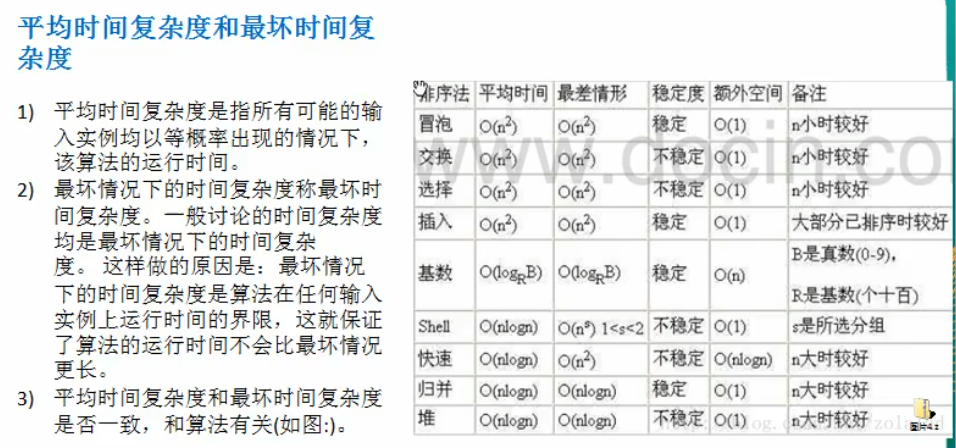 平均时间复杂度和最坏时间复
杂度
1) 平均时间复杂度是指所有可能的输
入实例均以等概率出现的情况下，
该算法的运行时间。
2) 最坏情况下的时间复杂度称最坏时
间复杂度。一般讨论的时间复杂度
均是最坏情况下的时间复杂
度。 这样做的原因是：最坏情况
下的时间复杂度是算法在任何输入
实例上运行时间的界限，这就保证
了算法的运行时间不会比最坏情况
更长。
3) 平均时间复杂度和最坏时间复杂度
是否一致，和算法有关(如图:)。
排序法 平均时间 最差情形 稳定度 额外空间 备注
冒泡 O(n²) O(n²) 稳定 O(1) n小时较好
交换 O(n²) O(n²) 不稳定 O(1) n小时较好
选择 O(n²) O(n²) 不稳定 O(1) n小时较好
插入 O(n²) O(n²) 稳定 O(1) 大部分已排序时较好
基数 O(logRB) O(logRB) 稳定 O(n) B是真数(0-9)，
R是基数(个十百)
Shell O(nlogn) O(nˢ) 1<s<2 不稳定 O(1) s是所选分组
快速 O(nlogn) O(n²) 不稳定 O(nlogn) n大时较好
归并 O(nlogn) O(nlogn) 稳定 O(1) n大时较好
堆 O(nlogn) O(nlogn) 不稳定 O(1) n大时较好
www.docin.co
图片4.z